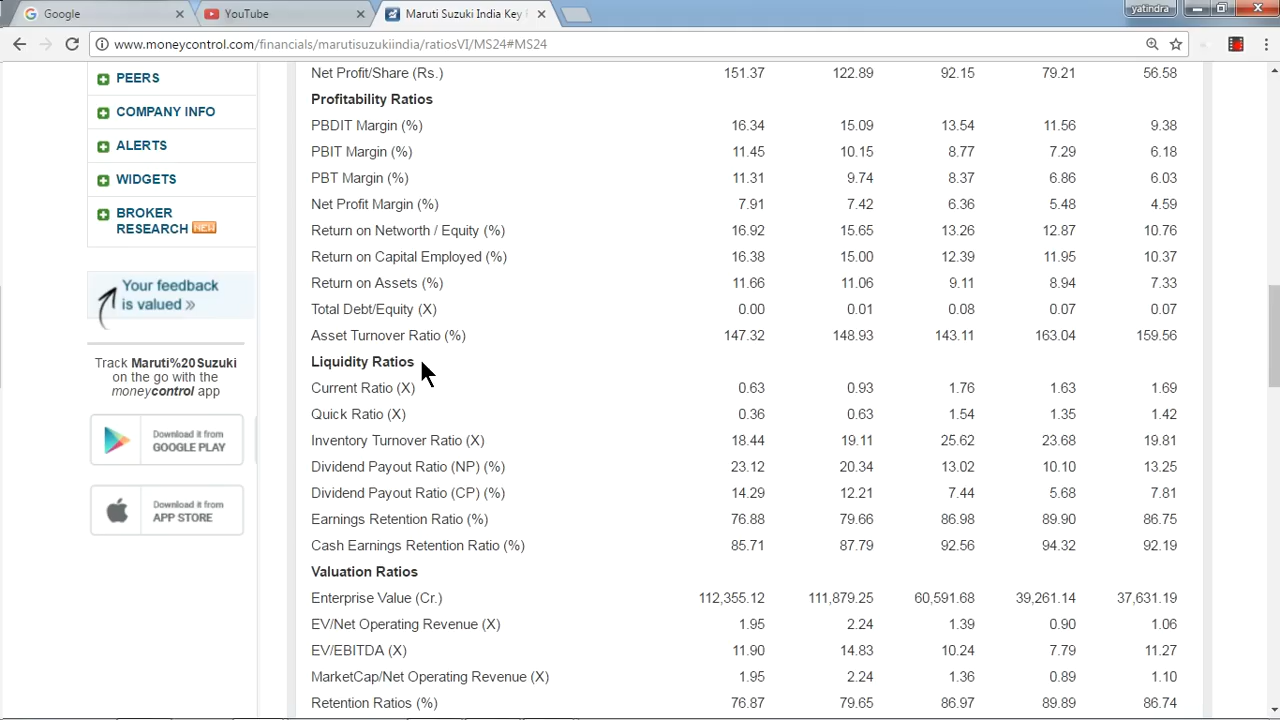 Google
YouTube
Maruti Suzuki India Key
yatindra
www.moneycontrol.com/financials/marutisuzukiindia/ratiosVI/MS24#MS24
PEERS
COMPANY INFO
ALERTS
WIDGETS
BROKER
RESEARCH NEW
Your feedback
is valued »
Track Maruti%20Suzuki
on the go with the
moneycontrol app
Download it from
GOOGLE PLAY
Download it from
APP STORE
Net Profit/Share (Rs.) 151.37 122.89 92.15 79.21 56.58
Profitability Ratios
PBDIT Margin (%) 16.34 15.09 13.54 11.56 9.38
PBIT Margin (%) 11.45 10.15 8.77 7.29 6.18
PBT Margin (%) 11.31 9.74 8.37 6.86 6.03
Net Profit Margin (%) 7.91 7.42 6.36 5.48 4.59
Return on Networth / Equity (%) 16.92 15.65 13.26 12.87 10.76
Return on Capital Employed (%) 16.38 15.00 12.39 11.95 10.37
Return on Assets (%) 11.66 11.06 9.11 8.94 7.33
Total Debt/Equity (X) 0.00 0.01 0.08 0.07 0.07
Asset Turnover Ratio (%) 147.32 148.93 143.11 163.04 159.56
Liquidity Ratios
Current Ratio (X) 0.63 0.93 1.76 1.63 1.69
Quick Ratio (X) 0.36 0.63 1.54 1.35 1.42
Inventory Turnover Ratio (X) 18.44 19.11 25.62 23.68 19.81
Dividend Payout Ratio (NP) (%) 23.12 20.34 13.02 10.10 13.25
Dividend Payout Ratio (CP) (%) 14.29 12.21 7.44 5.68 7.81
Earnings Retention Ratio (%) 76.88 79.66 86.98 89.90 86.75
Cash Earnings Retention Ratio (%) 85.71 87.79 92.56 94.32 92.19
Valuation Ratios
Enterprise Value (Cr.) 112,355.12 111,879.25 60,591.68 39,261.14 37,631.19
EV/Net Operating Revenue (X) 1.95 2.24 1.39 0.90 1.06
EV/EBITDA (X) 11.90 14.83 10.24 7.79 11.27
MarketCap/Net Operating Revenue (X) 1.95 2.24 1.36 0.89 1.10
Retention Ratios (%) 76.87 79.65 86.97 89.89 86.74